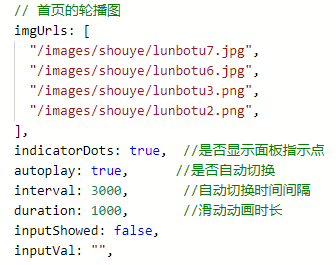 // 首页的轮播图
imgUrls: [
"/images/shouye/lunbotu7.jpg",
"/images/shouye/lunbotu6.jpg",
"/images/shouye/lunbotu3.png",
"/images/shouye/lunbotu2.png",
],
indicatorDots: true, //是否显示面板指示点
autoplay: true, //是否自动切换
interval: 3000, //自动切换时间间隔
duration: 1000, //滑动动画时长
inputShowed: false,
inputVal: "",